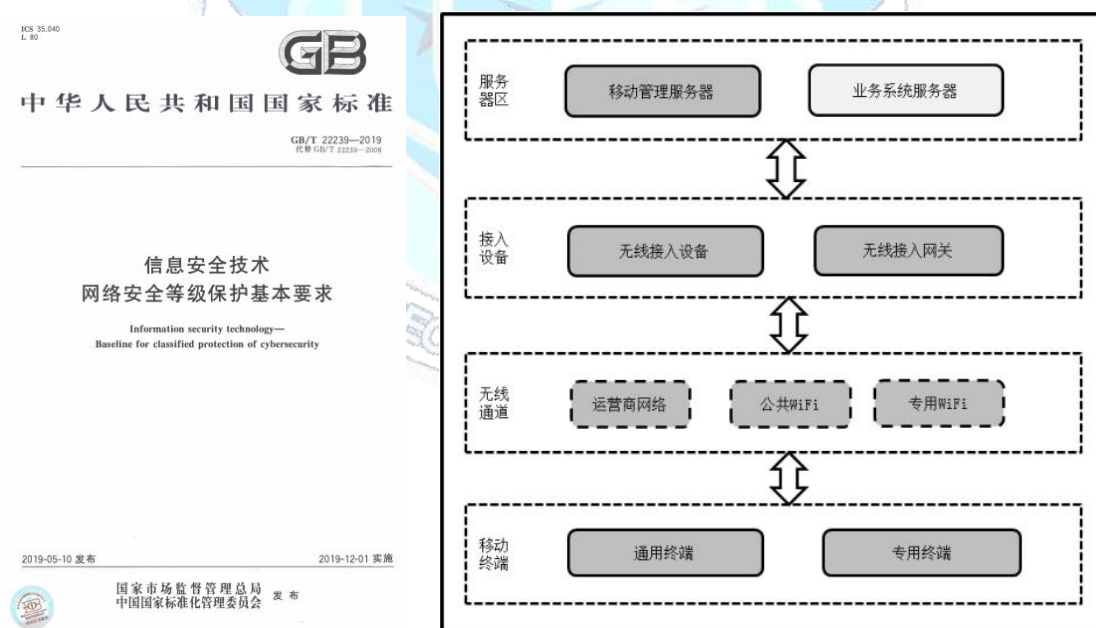 ICS 35.040
L 80
GB
中华人民共和国国家标准
GB/T 22239—2019
代替 GB/T 22239—2008
信息安全技术
网络安全等级保护基本要求
Information security technology—
Baseline for classified protection of cybersecurity
2019-05-10 发布
2019-12-01 实施
国家市场监督管理总局
中国国家标准化管理委员会
发布
服务
器区
移动管理服务器
业务系统服务器
接入
设备
无线接入设备
无线接入网关
无线
通道
运营商网络
公共WiFi
专用WiFi
移动
终端
通用终端
专用终端